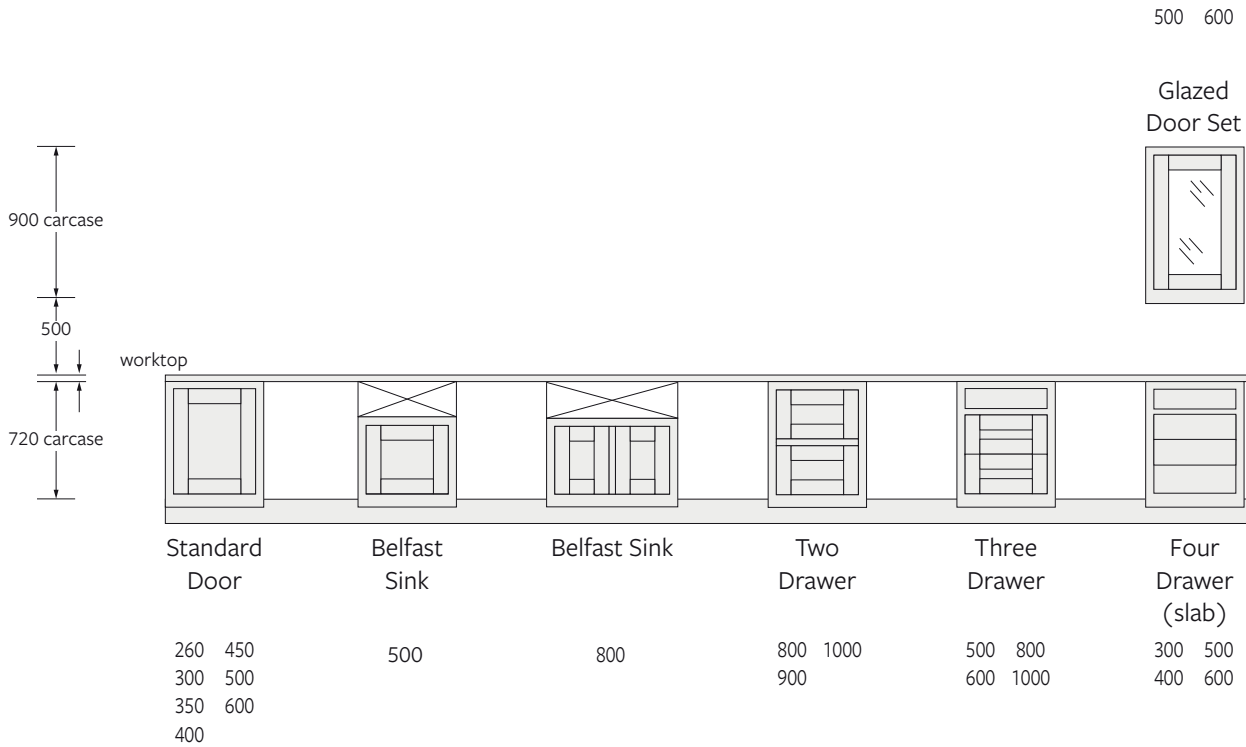 500 600
Glazed
Door Set
900 carcase
500
worktop
720 carcase
Standard
Door
260 450
300 500
350 600
400
Belfast
Sink
500
Belfast Sink
800
Two
Drawer
800 1000
900
Three
Drawer
500 800
600 1000
Four
Drawer
(slab)
300 500
400 600